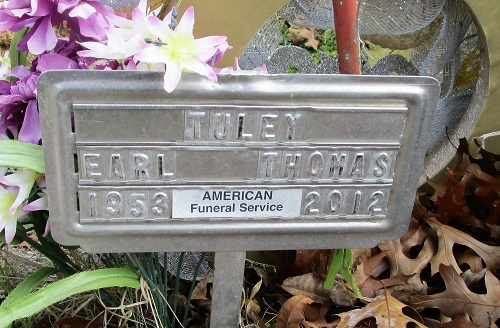 TULEY
EARL THOMAS
1953 AMERICAN 2012
Funeral Service